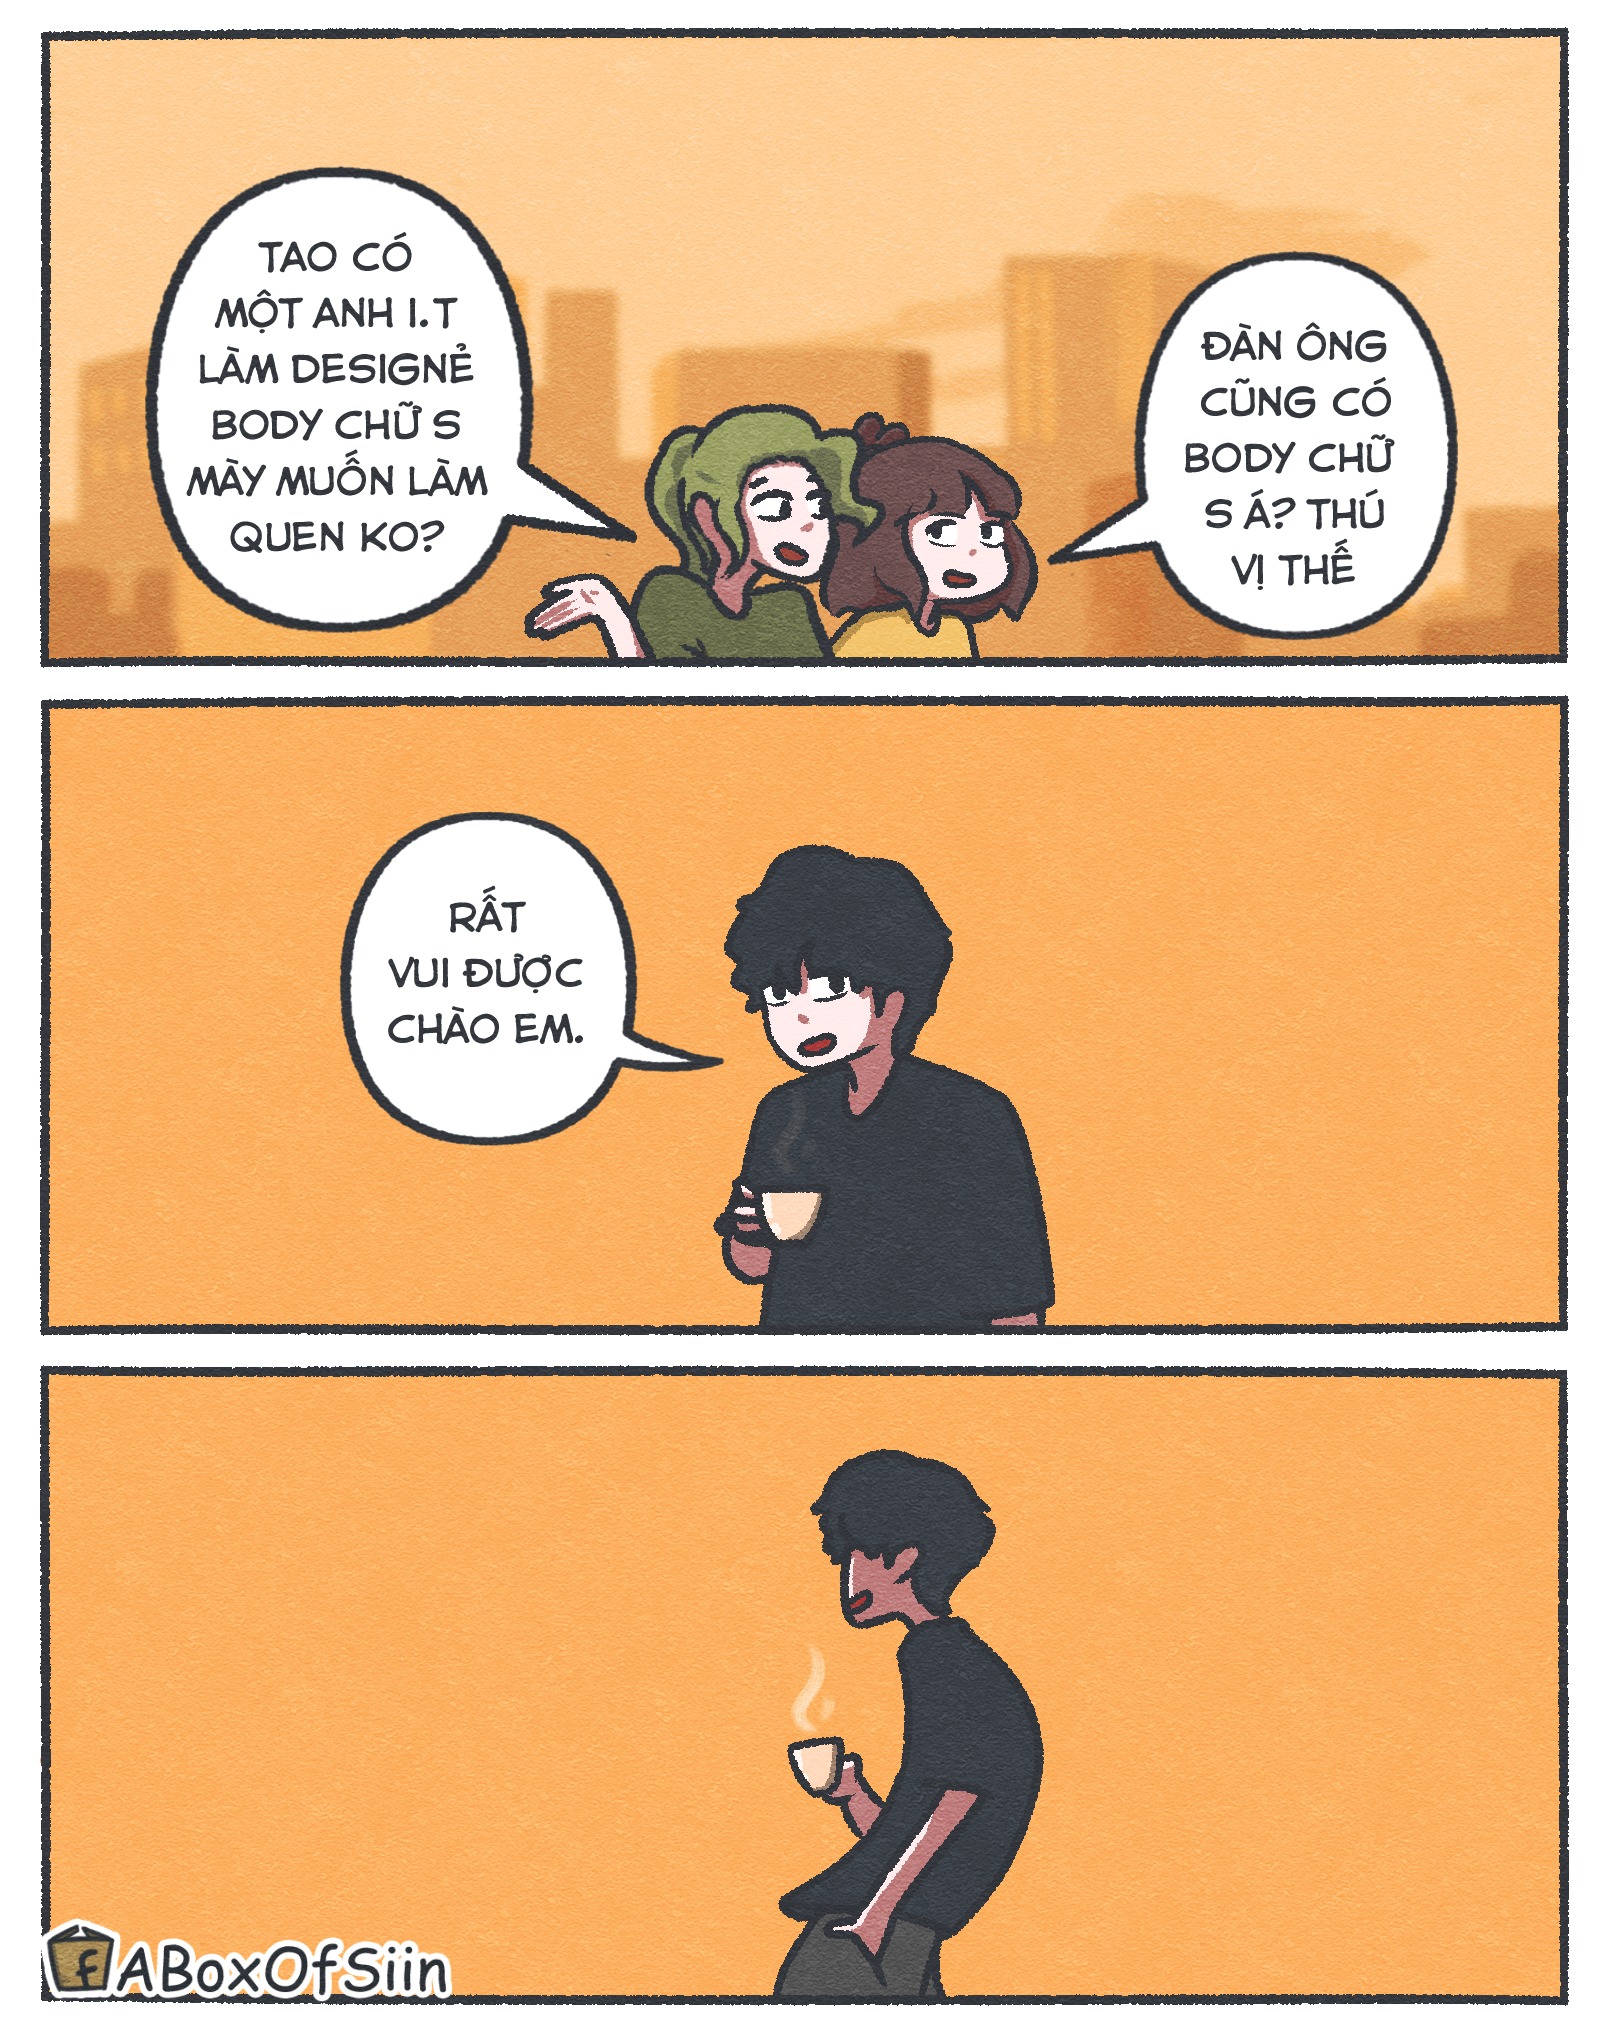 TAO CÓ
MỘT ANH I.T
LÀM DESIGNẺ
BODY CHỮ S
MÀY MUỐN LÀM
QUEN KO?
ĐÀN ÔNG
CŨNG CÓ
BODY CHỮ
S Á? THÚ
VỊ THẾ
RẤT
VUI ĐƯỢC
CHÀO EM.
f ABoxOfSiin